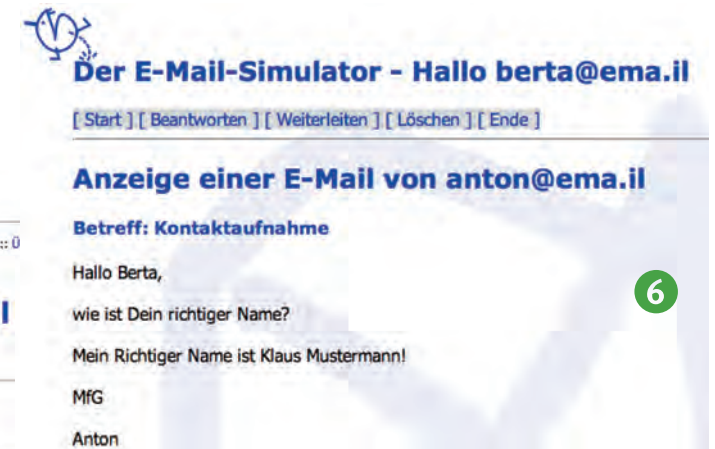 Der E-Mail-Simulator - Hallo berta@ema.il
[ Start ] [ Beantworten ] [ Weiterleiten ] [ Löschen ] [ Ende ]
Anzeige einer E-Mail von anton@ema.il
Betreff: Kontaktaufnahme
:: Ü
Hallo Berta,
6
wie ist Dein richtiger Name?
l
Mein Richtiger Name ist Klaus Mustermann!
MfG
Anton